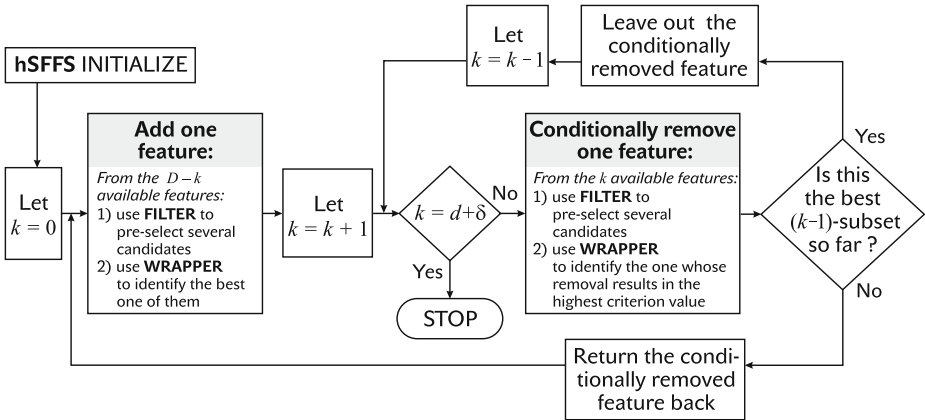 hSFFS INITIALIZE
Let
k = 0
Add one
feature:
From the D – k
available features:
1) use FILTER to
pre-select several
candidates
2) use WRAPPER
to identify the best
one of them
Let
k = k + 1
k = d+δ
No
Yes
STOP
Conditionally remove
one feature:
From the k available features:
1) use FILTER to
pre-select several
candidates
2) use WRAPPER
to identify the one whose
removal results in the
highest criterion value
Is this
the best
(k–1)-subset
so far ?
Yes
Leave out the
conditionally
removed feature
Let
k = k – 1
No
Return the condi-
tionally removed
feature back